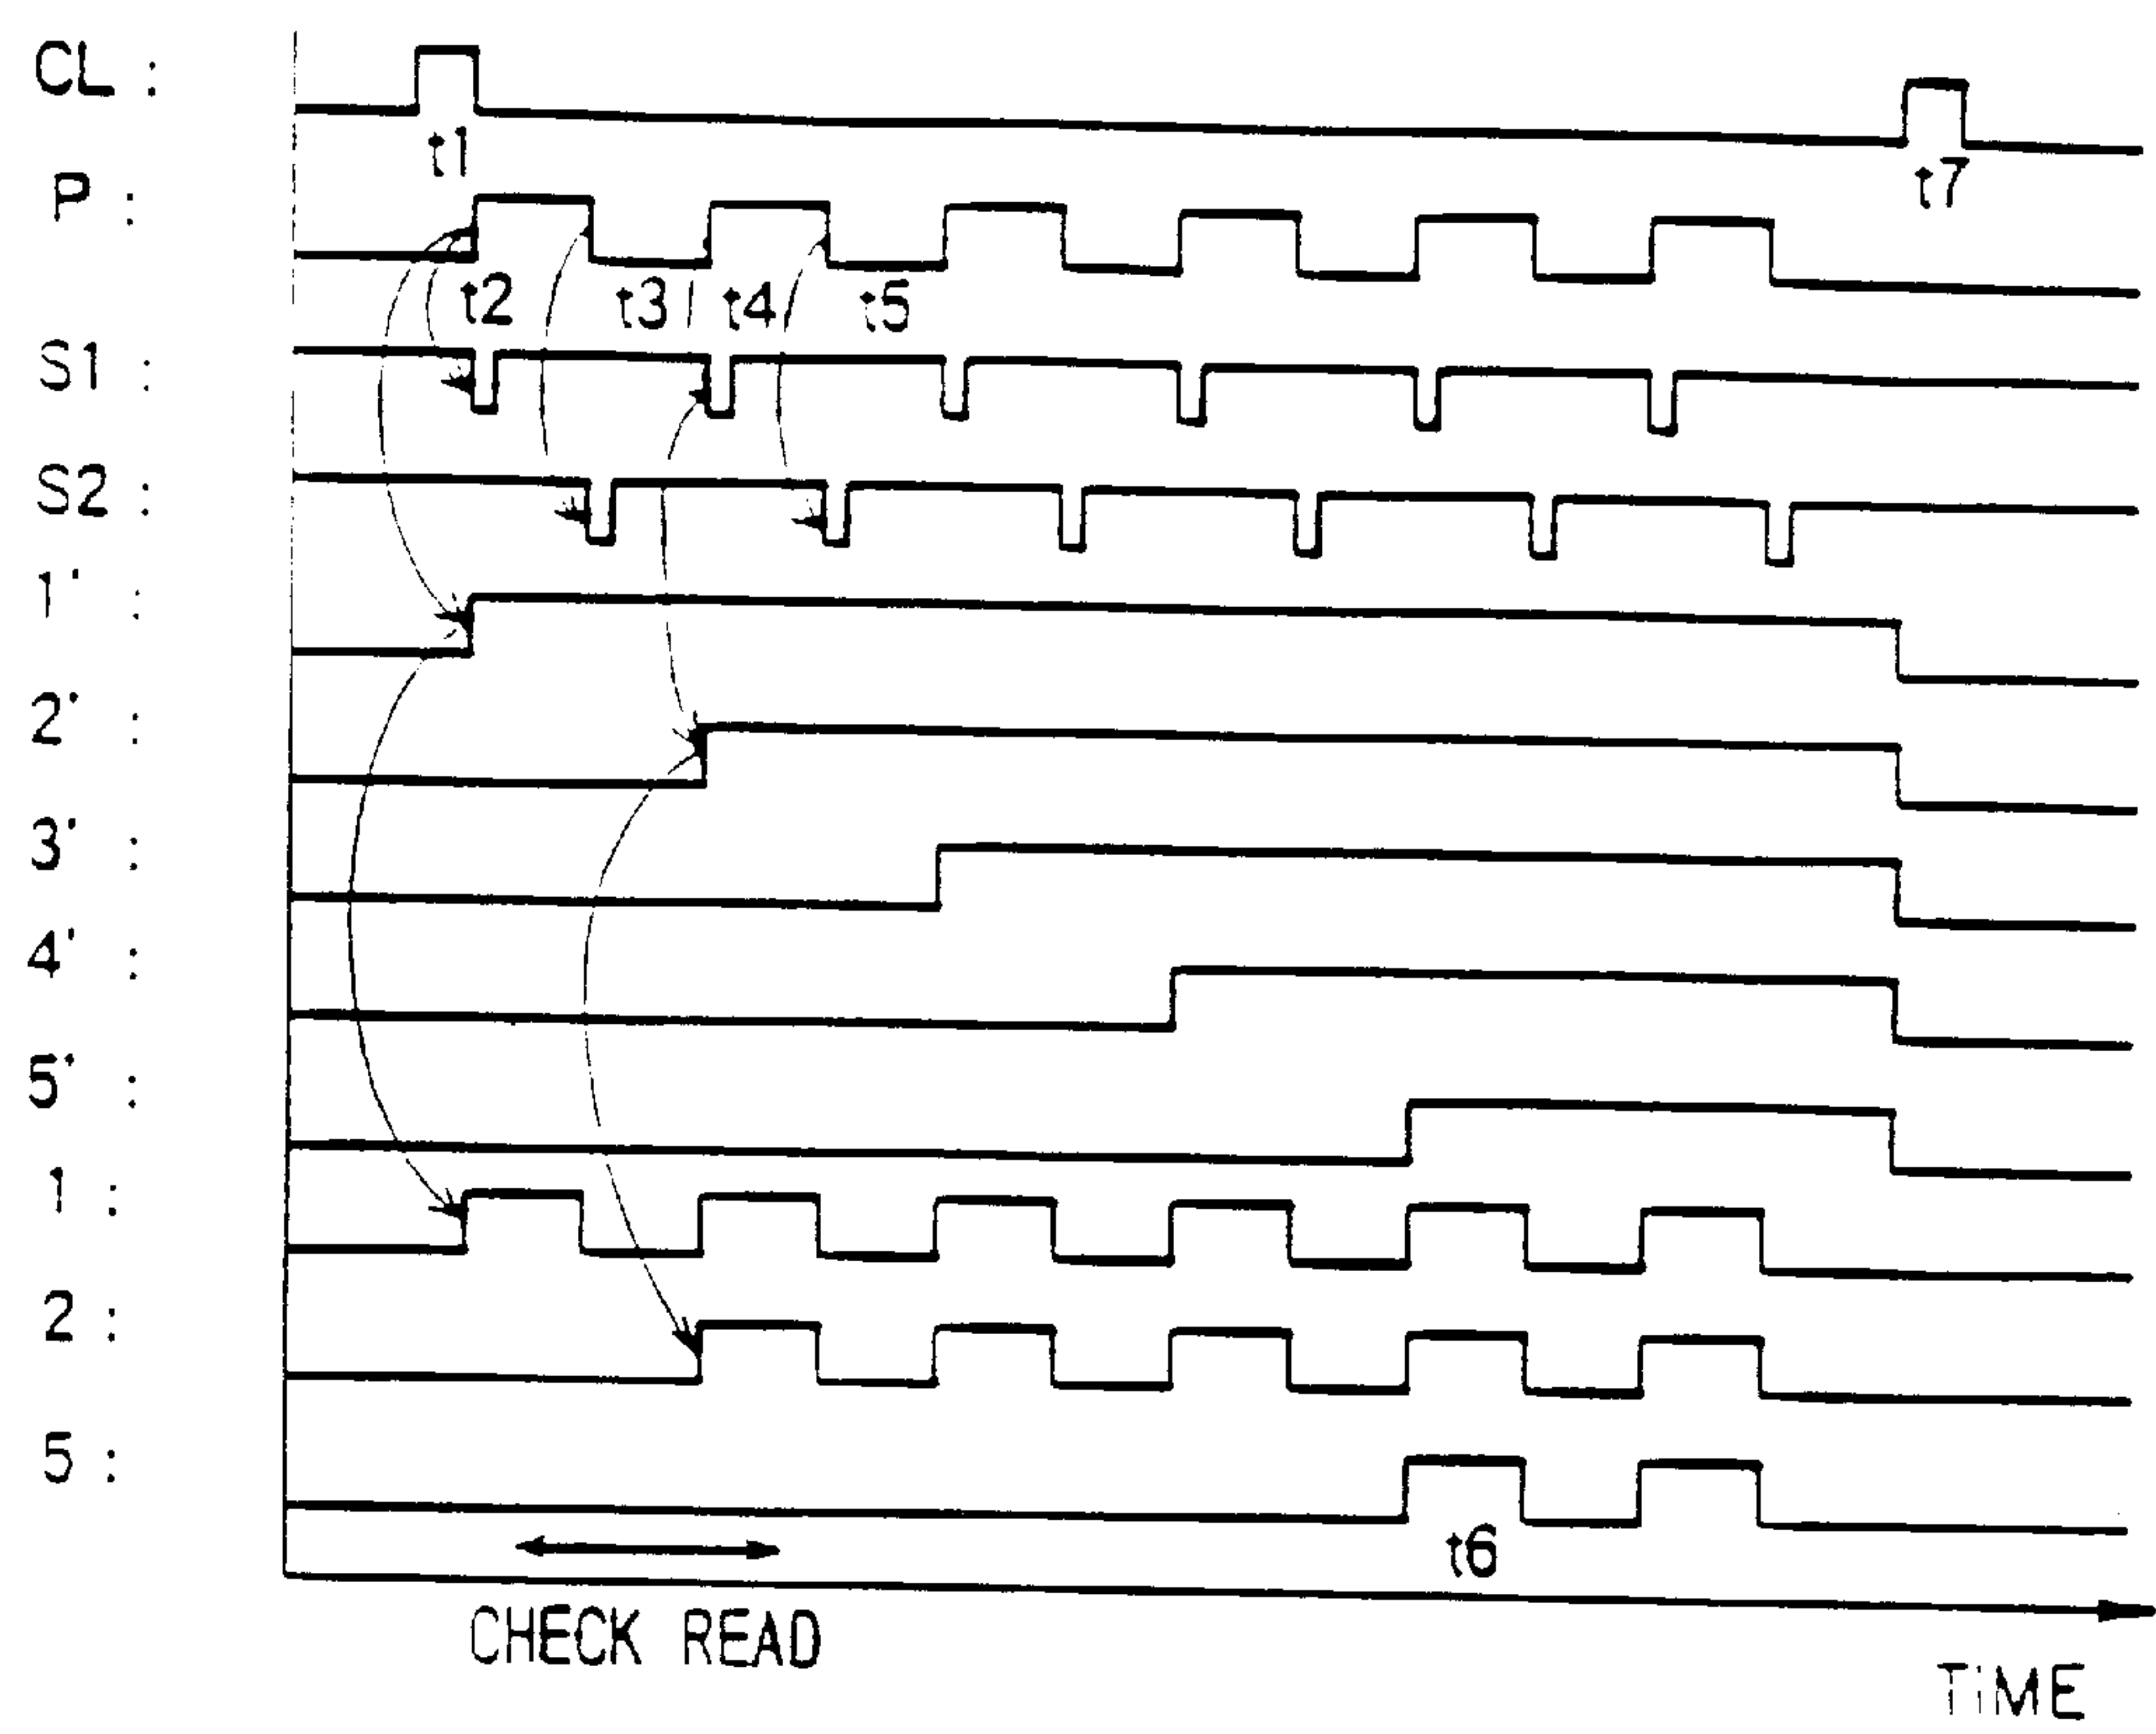 CL :
t1
t7
P :
t2 t3 t4 t5
S1 :
S2 :
1' :
2' :
3' :
4' :
5' :
1 :
2 :
5 :
t6
CHECK READ
TIME